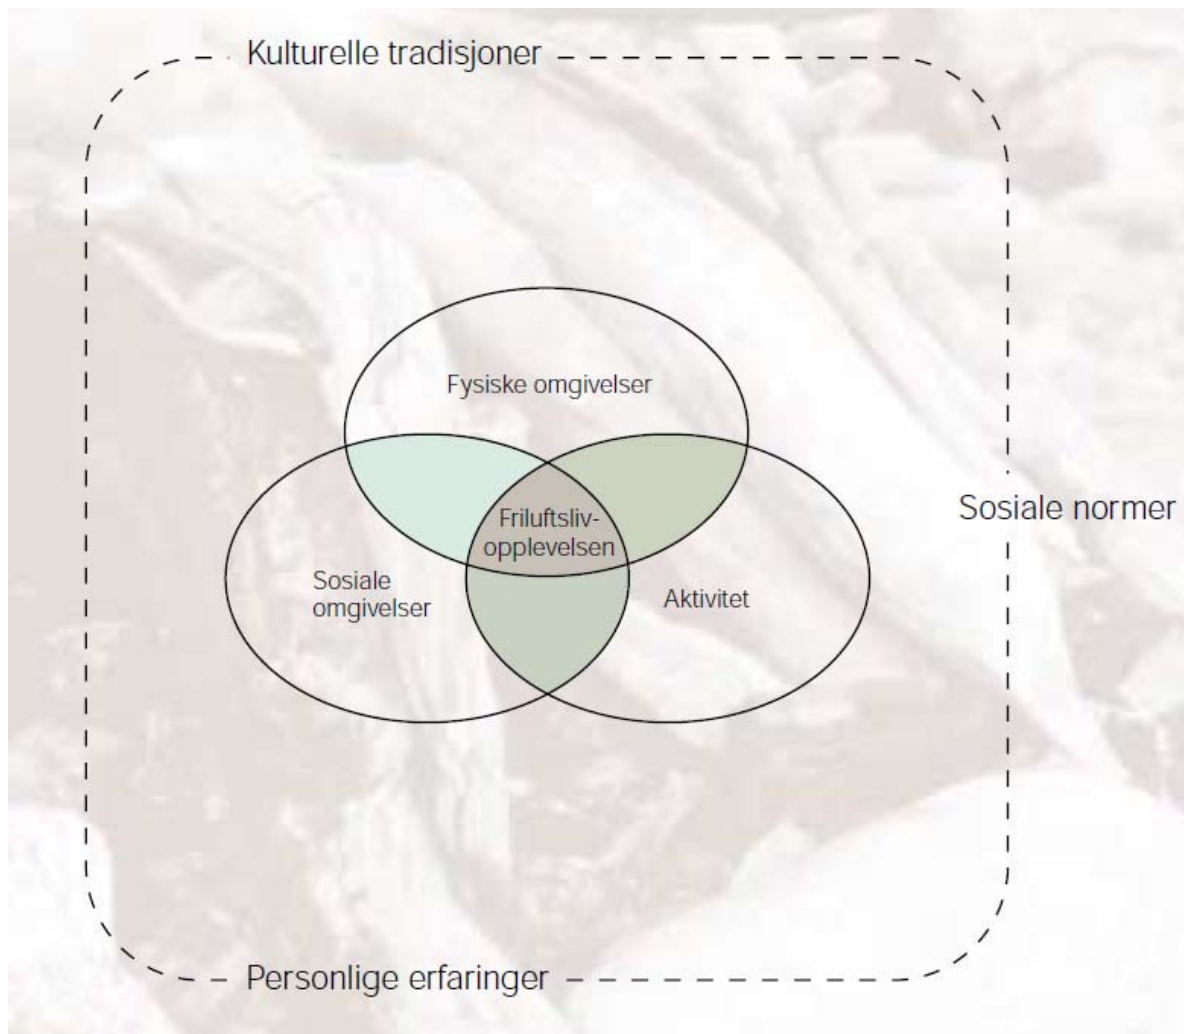 Kulturelle tradisjoner
Fysiske omgivelser
Friluftsliv-
opplevelsen
Sosiale
omgivelser
Aktivitet
Sosiale normer
Personlige erfaringer